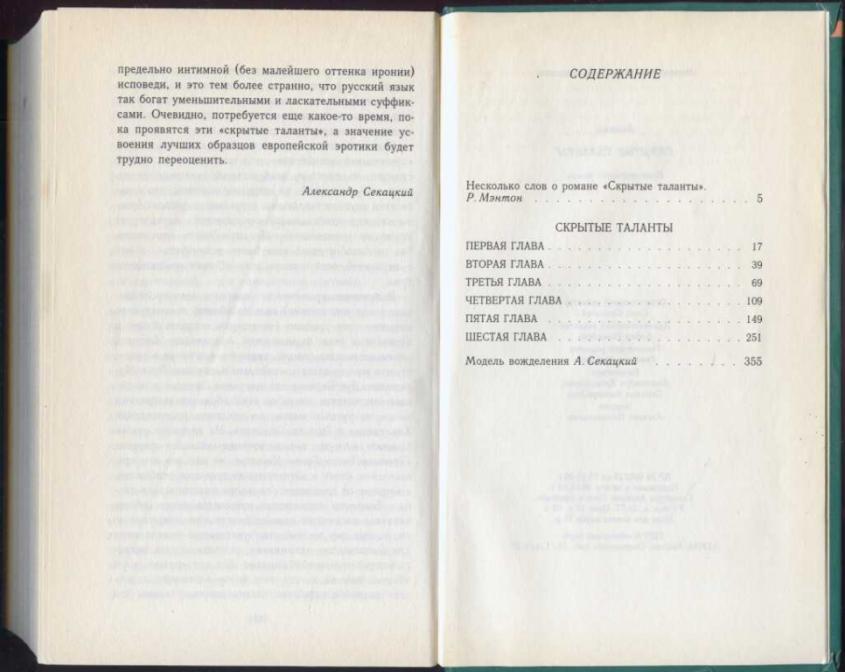 предельно интимной (без малейшего оттенка иронии)
исповеди, и это тем более странно, что русский язык
так богат уменьшительными и ласкательными суффик-
сами. Очевидно, потребуется еще какое-то время, по-
ка проявятся эти «скрытые таланты», а значение ус-
воения лучших образцов европейской эротики будет
трудно переоценить.
Александр Секацкий
СОДЕРЖАНИЕ
Несколько слов о романе «Скрытые таланты».
Р. Мэнтон . . . . . . . . . . . . . . . . . . . . 5
СКРЫТЫЕ ТАЛАНТЫ
ПЕРВАЯ ГЛАВА . . . . . . . . . . . . . . . . . . 17
ВТОРАЯ ГЛАВА . . . . . . . . . . . . . . . . . . 39
ТРЕТЬЯ ГЛАВА . . . . . . . . . . . . . . . . . . 69
ЧЕТВЕРТАЯ ГЛАВА . . . . . . . . . . . . . . . . 109
ПЯТАЯ ГЛАВА . . . . . . . . . . . . . . . . . . 149
ШЕСТАЯ ГЛАВА . . . . . . . . . . . . . . . . . 251
Модель вожделения А. Секацкий . . . . . . . . 355